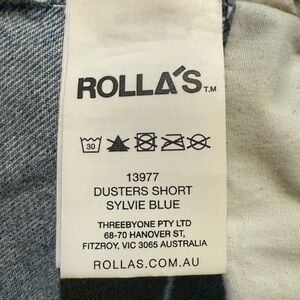 ROLLA'S TM
30
13977
DUSTERS SHORT
SYLVIE BLUE
THREEBYONE PTY LTD
68-70 HANOVER ST,
FITZROY, VIC 3065 AUSTRALIA
ROLLAS.COM.AU